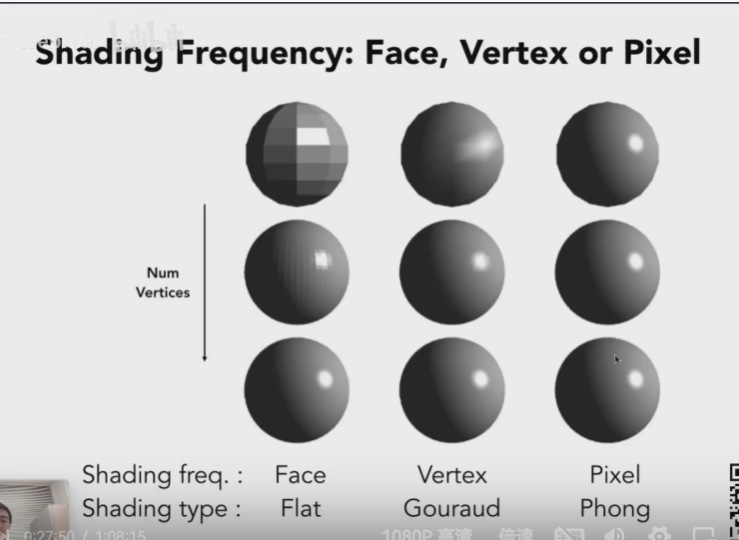 Shading Frequency: Face, Vertex or Pixel
Num
Vertices
Shading freq. : Face Vertex Pixel
Shading type : Flat Gouraud Phong
0:27:50 / 1:08:15
1080P 高清 倍速